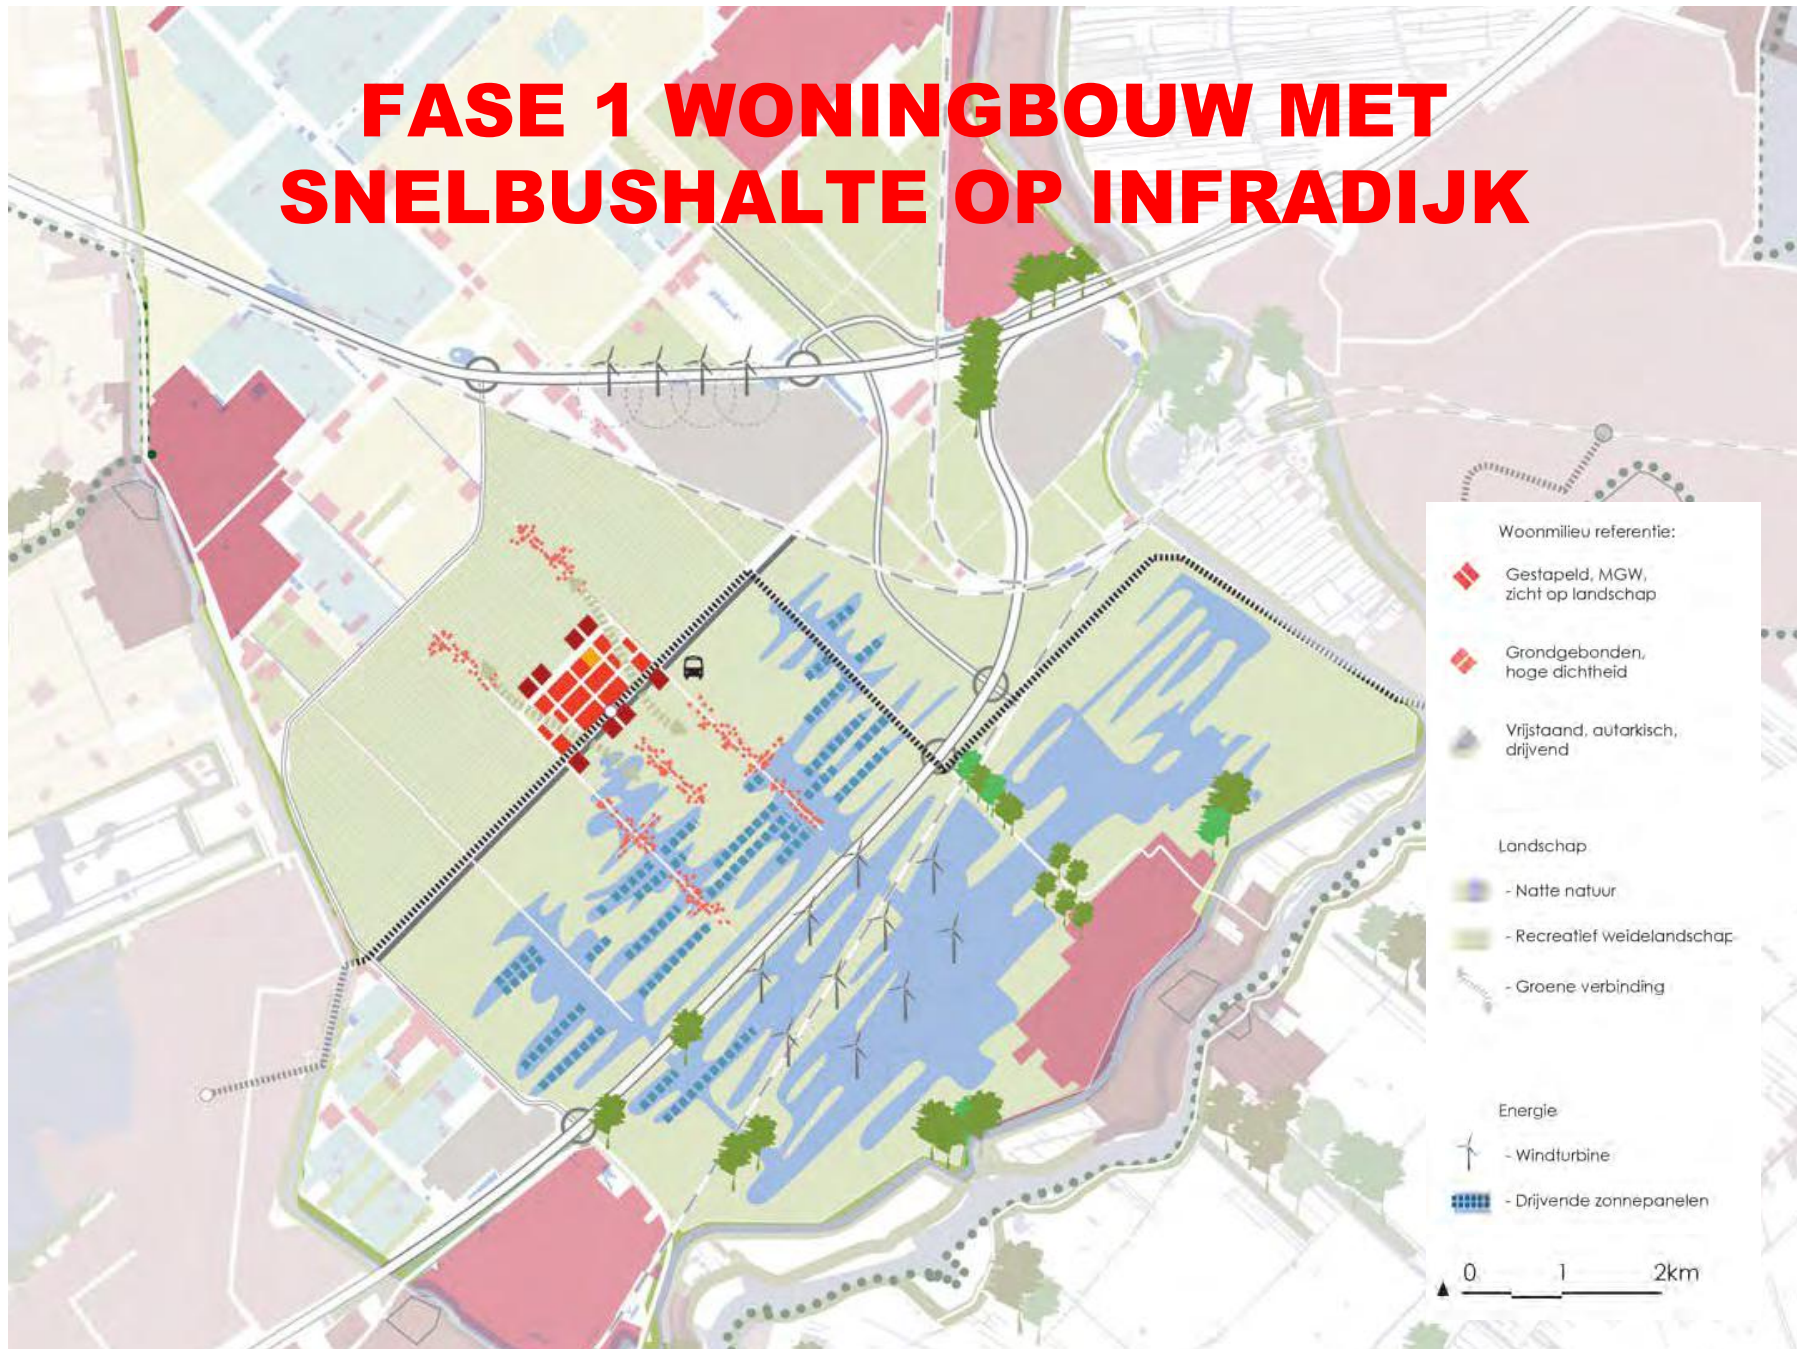 FASE 1 WONINGBOUW MET
SNELBUSHALTE OP INFRADIJK
Woonmilieu referentie:
Gestapeld, MGW,
zicht op landschap
Grondgebonden,
hoge dichtheid
Vrijstaand, autarkisch,
drijvend
Landschap
- Natte natuur
- Recreatief weidelandschap
- Groene verbinding
Energie
- Windturbine
- Drijvende zonnepanelen
0 1 2km